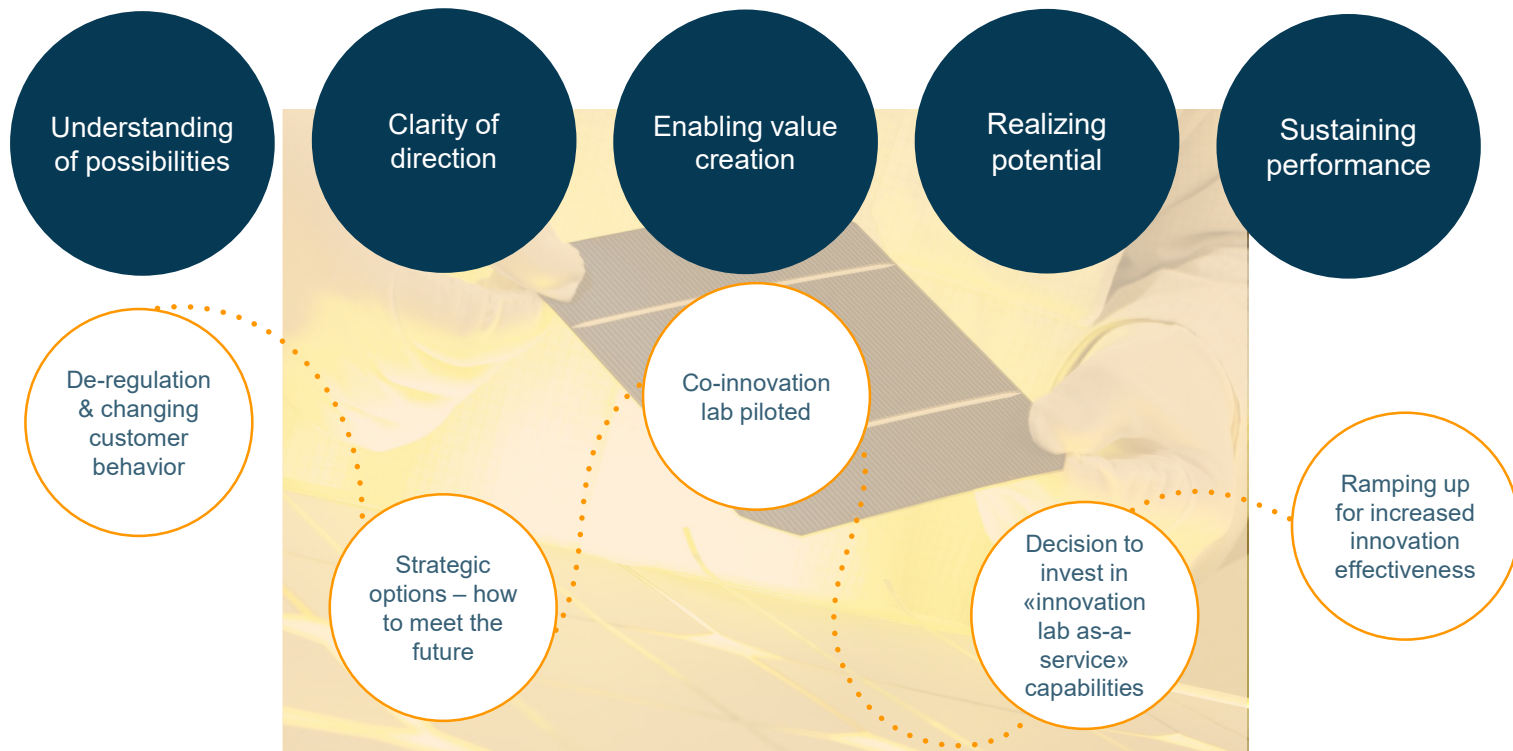 Understanding
of possibilities
Clarity of
direction
Enabling value
creation
Realizing
potential
Sustaining
performance
De-regulation
& changing
customer
behavior
Strategic
options – how
to meet the
future
Co-innovation
lab piloted
Decision to
invest in
«innovation
lab as-a-
service»
capabilities
Ramping up
for increased
innovation
effectiveness